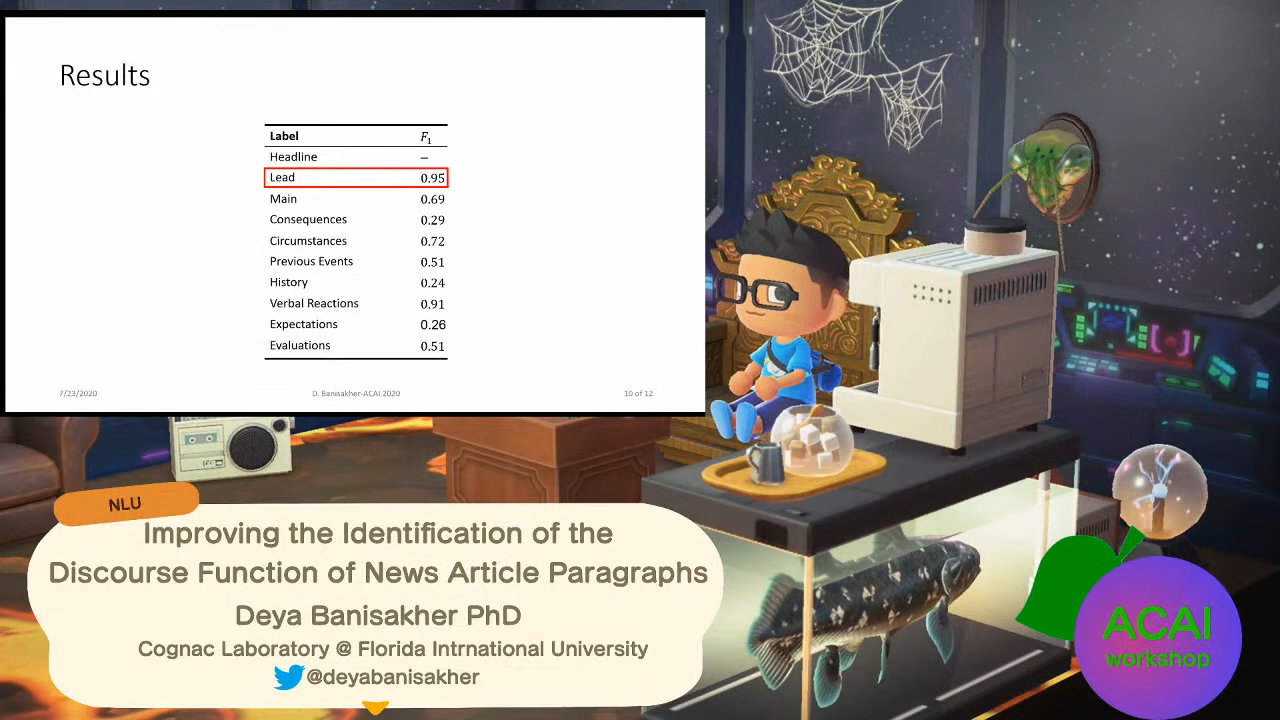 Results
Label F1
Headline –
Lead 0.95
Main 0.69
Consequences 0.29
Circumstances 0.72
Previous Events 0.51
History 0.24
Verbal Reactions 0.91
Expectations 0.26
Evaluations 0.51
7/23/2020 D. Banisakher-ACAI 2020 10 of 12
NLU
Improving the Identification of the
Discourse Function of News Article Paragraphs
Deya Banisakher PhD
Cognac Laboratory @ Florida Intrnational University
@deyabanisakher
ACAI
workshop